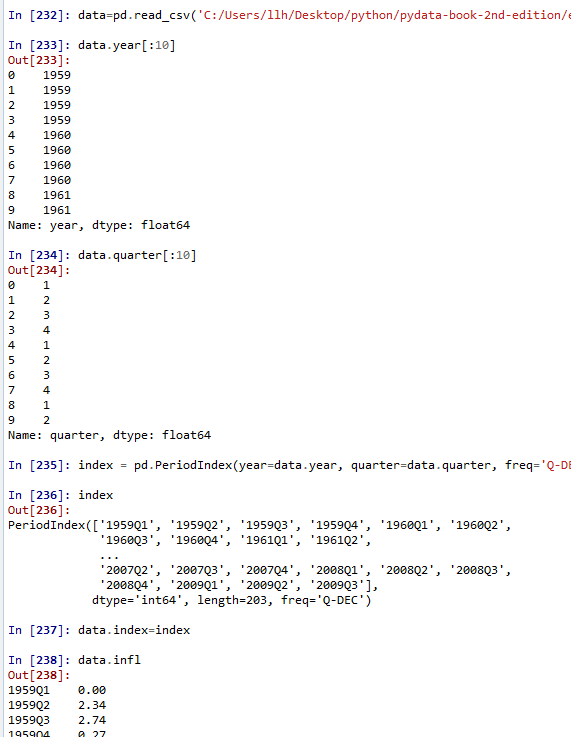 In [232]: data=pd.read_csv('C:/Users/llh/Desktop/python/pydata-book-2nd-edition/
In [233]: data.year[:10]
Out[233]:
0    1959
1    1959
2    1959
3    1959
4    1960
5    1960
6    1960
7    1960
8    1961
9    1961
Name: year, dtype: float64
In [234]: data.quarter[:10]
Out[234]:
0    1
1    2
2    3
3    4
4    1
5    2
6    3
7    4
8    1
9    2
Name: quarter, dtype: float64
In [235]: index = pd.PeriodIndex(year=data.year, quarter=data.quarter, freq='Q-DE
In [236]: index
Out[236]:
PeriodIndex(['1959Q1', '1959Q2', '1959Q3', '1959Q4', '1960Q1', '1960Q2',
             '1960Q3', '1960Q4', '1961Q1', '1961Q2',
             ...
             '2007Q2', '2007Q3', '2007Q4', '2008Q1', '2008Q2', '2008Q3',
             '2008Q4', '2009Q1', '2009Q2', '2009Q3'],
            dtype='int64', length=203, freq='Q-DEC')
In [237]: data.index=index
In [238]: data.infl
Out[238]:
1959Q1    0.00
1959Q2    2.34
1959Q3    2.74
1959Q4    0.27